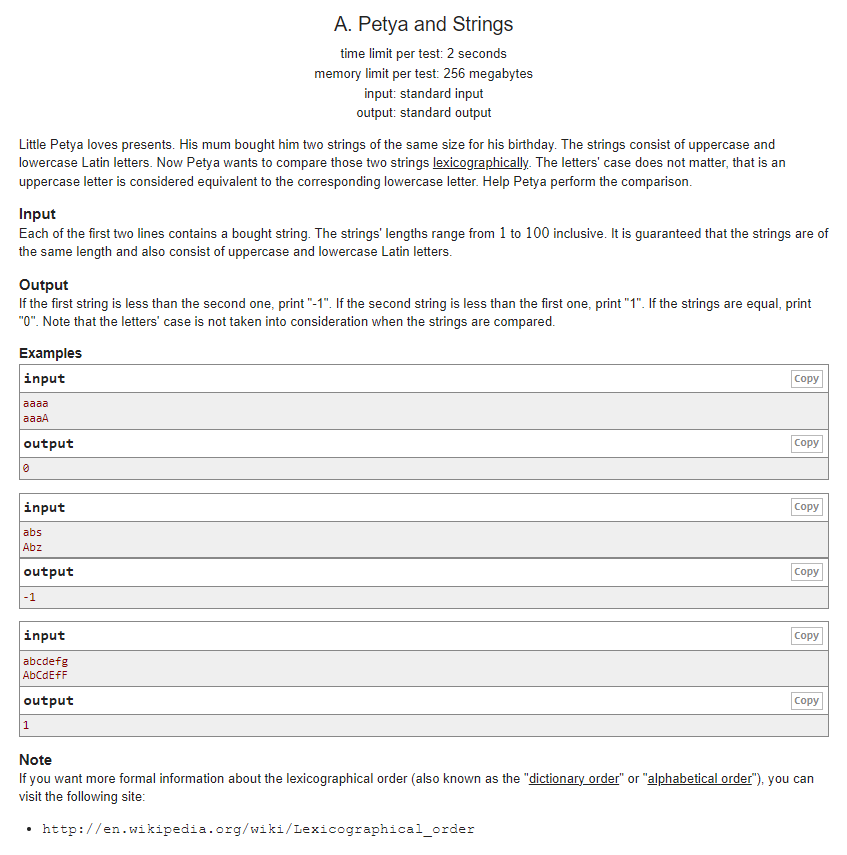 A. Petya and Strings
time limit per test: 2 seconds
memory limit per test: 256 megabytes
input: standard input
output: standard output
Little Petya loves presents. His mum bought him two strings of the same size for his birthday. The strings consist of uppercase and
lowercase Latin letters. Now Petya wants to compare those two strings lexicographically. The letters' case does not matter, that is an
uppercase letter is considered equivalent to the corresponding lowercase letter. Help Petya perform the comparison.
Input
Each of the first two lines contains a bought string. The strings' lengths range from 1 to 100 inclusive. It is guaranteed that the strings are of
the same length and also consist of uppercase and lowercase Latin letters.
Output
If the first string is less than the second one, print "-1". If the second string is less than the first one, print "1". If the strings are equal, print
"0". Note that the letters' case is not taken into consideration when the strings are compared.
Examples
input Copy
aaaa
aaaA
output Copy
0
input Copy
abs
Abz
output Copy
-1
input Copy
abcdefg
AbCdEfF
output Copy
1
Note
If you want more formal information about the lexicographical order (also known as the "dictionary order" or "alphabetical order"), you can
visit the following site:
• http://en.wikipedia.org/wiki/Lexicographical_order